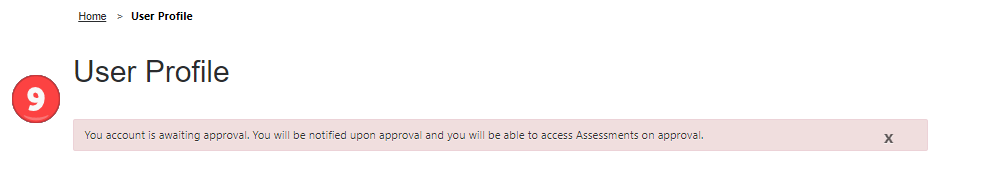 Home > User Profile
User Profile
9
You account is awaiting approval. You will be notified upon approval and you will be able to access Assessments on approval. x